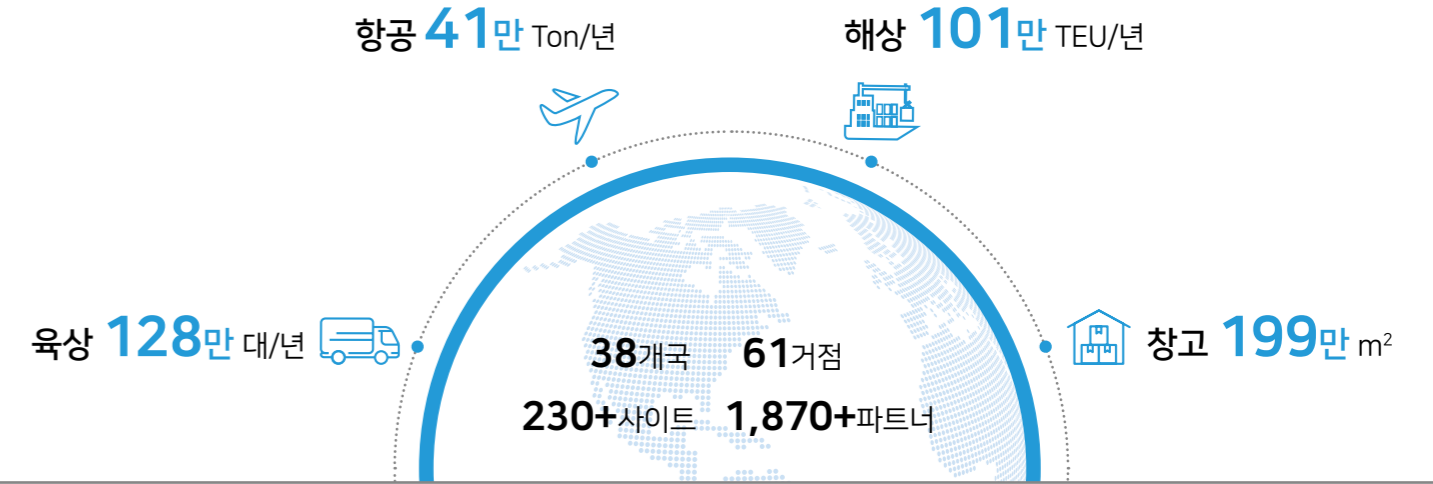 항공 41만 Ton/년
해상 101만 TEU/년
육상 128만 대/년
창고 199만 m²
38개국 61거점
230+사이트 1,870+파트너